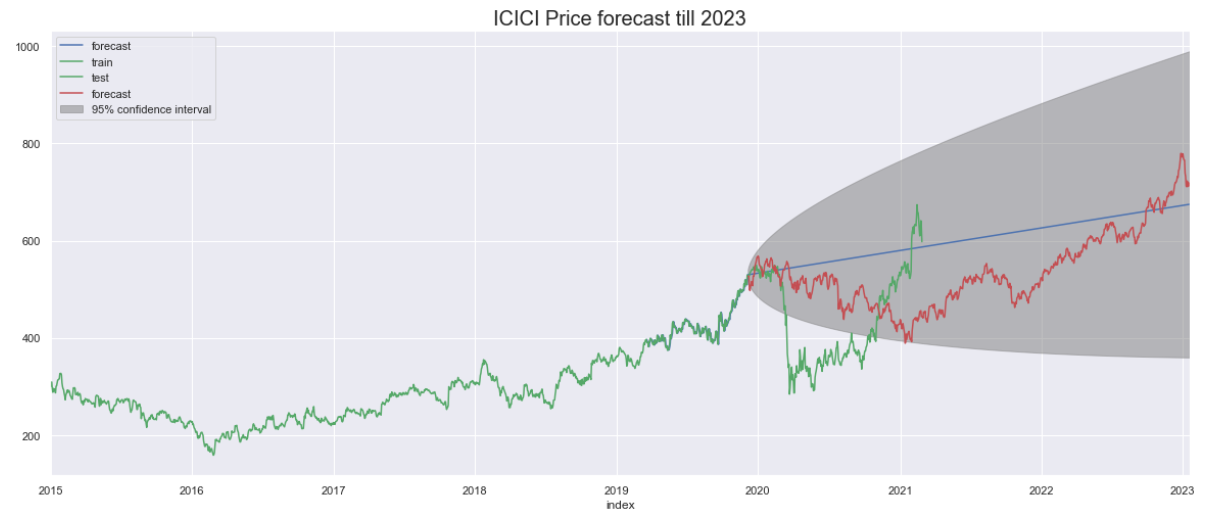 ICICI Price forecast till 2023
forecast
train
test
forecast
95% confidence interval
1000
800
600
400
200
2015 2016 2017 2018 2019 2020 2021 2022 2023
index